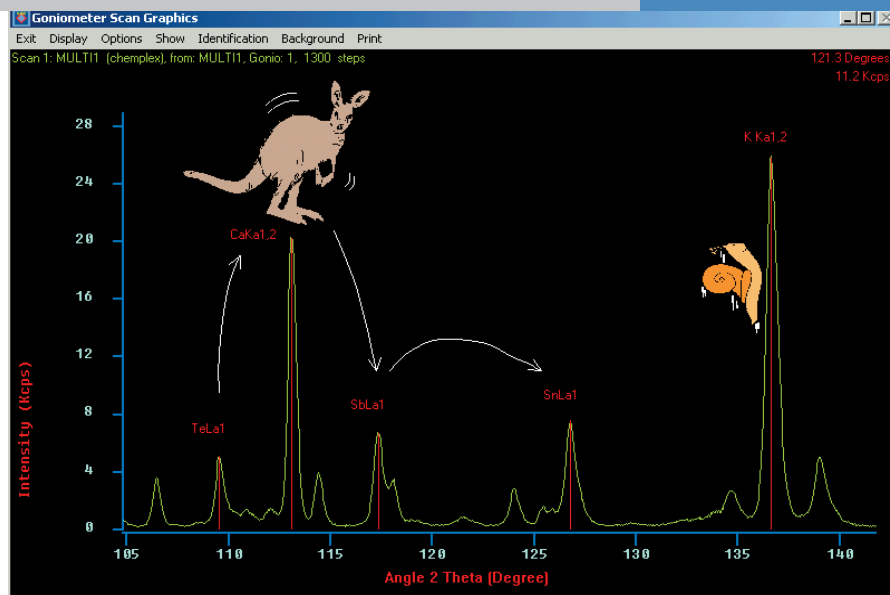 Goniometer Scan Graphics
Exit Display Options Show Identification Background Print
Scan 1: MULTI1 (chemplex), from: MULTI1, Gonio: 1, 1300 steps
121.3 Degrees
11.2 Kcps
28
24
20
16
12
8
4
0
K Ka1,2
CaKa1,2
TeLa1
SbLa1
SnLa1
Intensity (Kcps)
105 110 115 120 125 130 135 140
Angle 2 Theta (Degree)